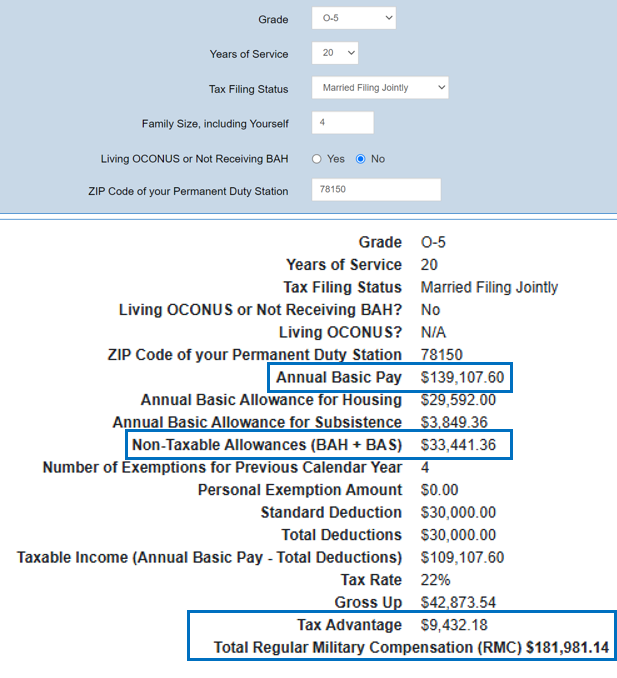 Grade O-5
Years of Service 20
Tax Filing Status Married Filing Jointly
Family Size, including Yourself 4
Living OCONUS or Not Receiving BAH Yes No
ZIP Code of your Permanent Duty Station 78150
Grade O-5
Years of Service 20
Tax Filing Status Married Filing Jointly
Living OCONUS or Not Receiving BAH? No
Living OCONUS? N/A
ZIP Code of your Permanent Duty Station 78150
Annual Basic Pay $139,107.60
Annual Basic Allowance for Housing $29,592.00
Annual Basic Allowance for Subsistence $3,849.36
Non-Taxable Allowances (BAH + BAS) $33,441.36
Number of Exemptions for Previous Calendar Year 4
Personal Exemption Amount $0.00
Standard Deduction $30,000.00
Total Deductions $30,000.00
Taxable Income (Annual Basic Pay - Total Deductions) $109,107.60
Tax Rate 22%
Gross Up $42,873.54
Tax Advantage $9,432.18
Total Regular Military Compensation (RMC) $181,981.14